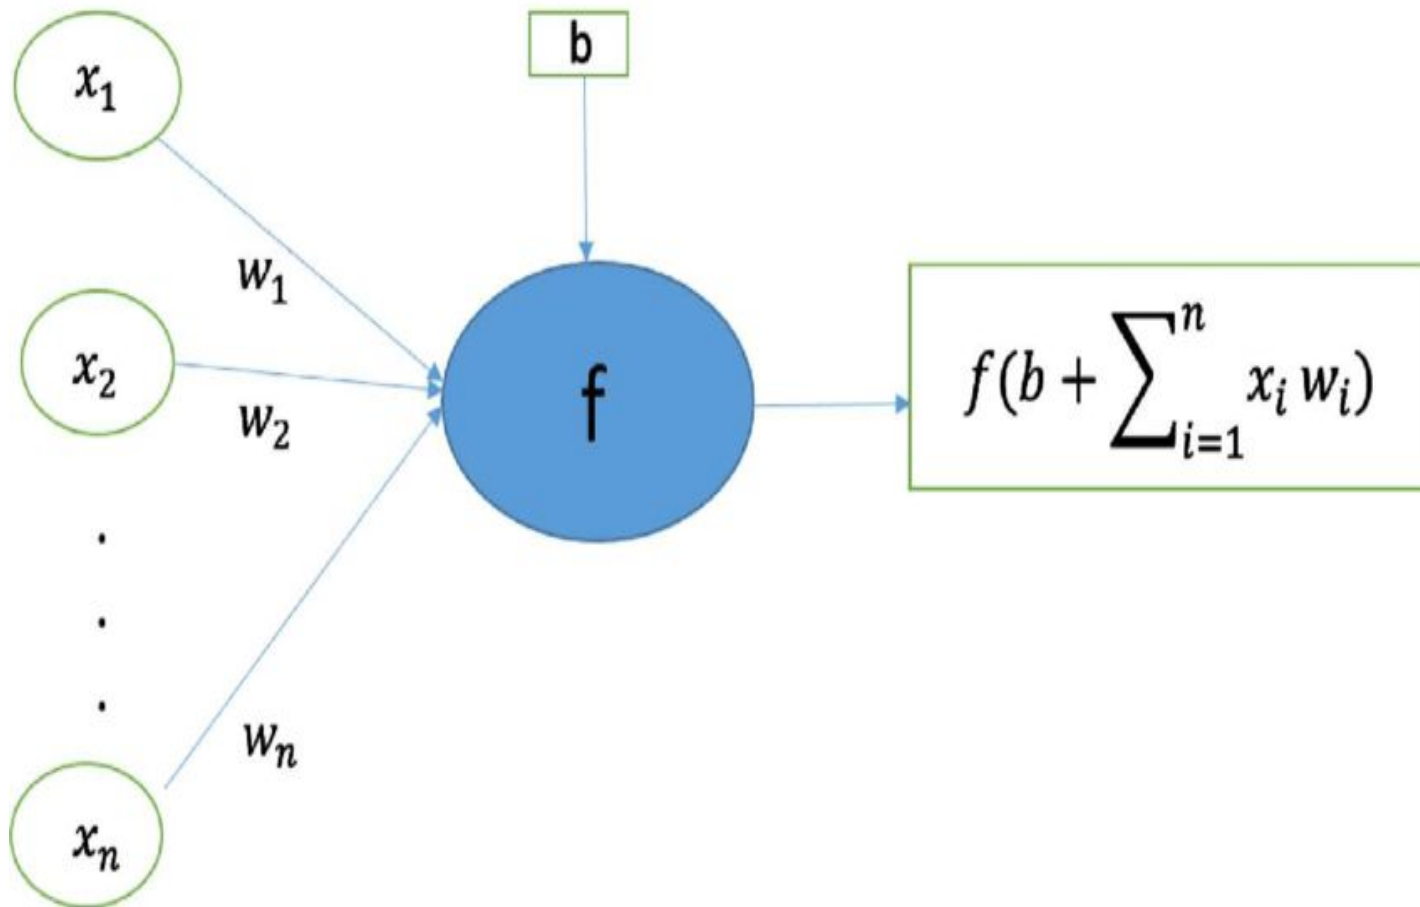 x₁
b
w₁
x₂
w₂
f
f(b + ∑ⁿᵢ₌₁ xᵢ wᵢ)
.
.
.
wₙ
xₙ